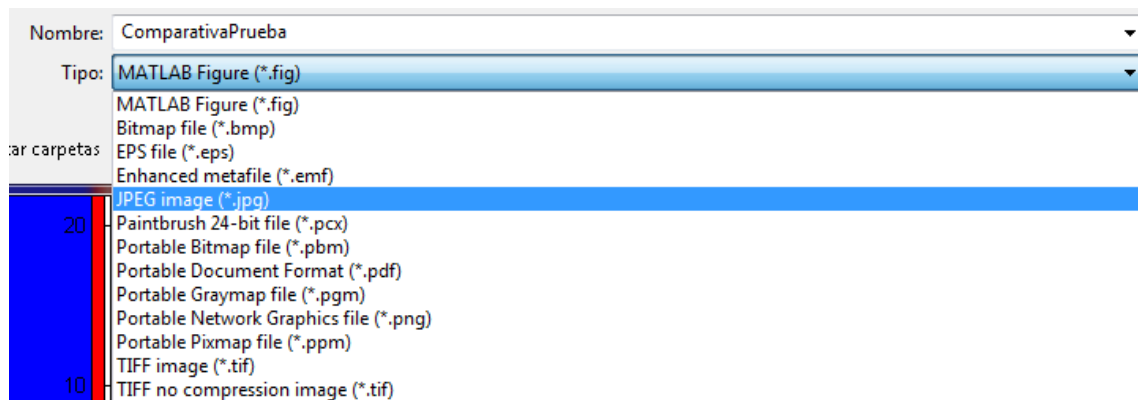 Nombre: ComparativaPrueba
Tipo: MATLAB Figure (*.fig)
MATLAB Figure (*.fig)
Bitmap file (*.bmp)
tar carpetas EPS file (*.eps)
Enhanced metafile (*.emf)
JPEG image (*.jpg)
20 Paintbrush 24-bit file (*.pcx)
Portable Bitmap file (*.pbm)
Portable Document Format (*.pdf)
Portable Graymap file (*.pgm)
Portable Network Graphics file (*.png)
Portable Pixmap file (*.ppm)
TIFF image (*.tif)
10 TIFF no compression image (*.tif)